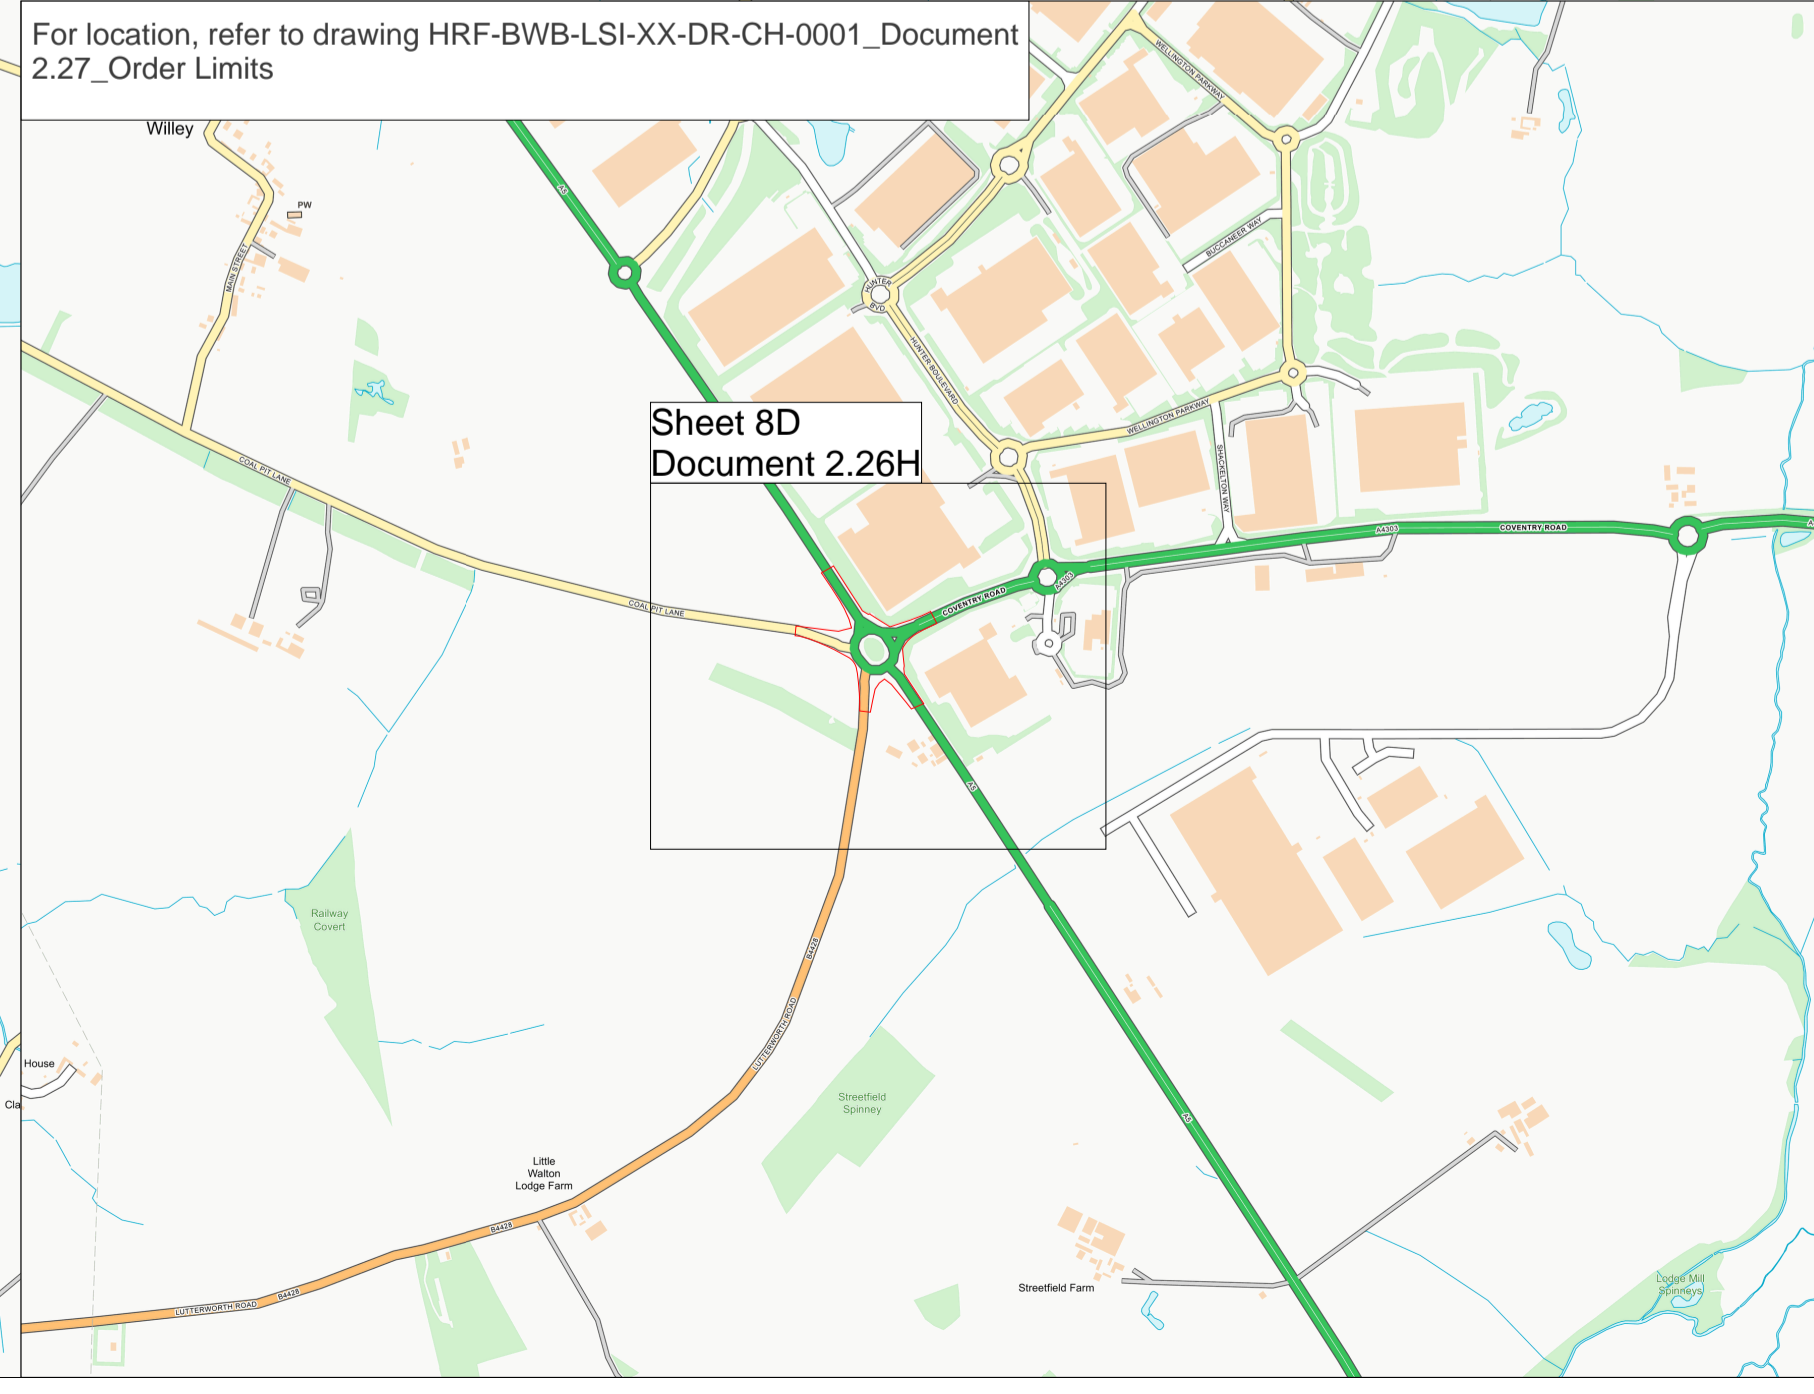 For location, refer to drawing HRF-BWB-LSI-XX-DR-CH-0001_Document
2.27_Order Limits
Willey
PW
MAIN STREET
A5
WELLINGTON PARKWAY
BUCCANEER WAY
HUNTER
BVD
HUNTER BOULEVARD
WELLINGTON PARKWAY
SHACKELTON WAY
Sheet 8D
Document 2.26H
COAL PIT LANE
COAL PIT LANE
COVENTRY ROAD
A4303
A4303
COVENTRY ROAD
A5
Railway
Covert
B4428
LUTTERWORTH ROAD
House
Cla
Streetfield
Spinney
A5
Little
Walton
Lodge Farm
B4428
B4428
LUTTERWORTH ROAD
Streetfield Farm
Lodge Mill
Spinneys